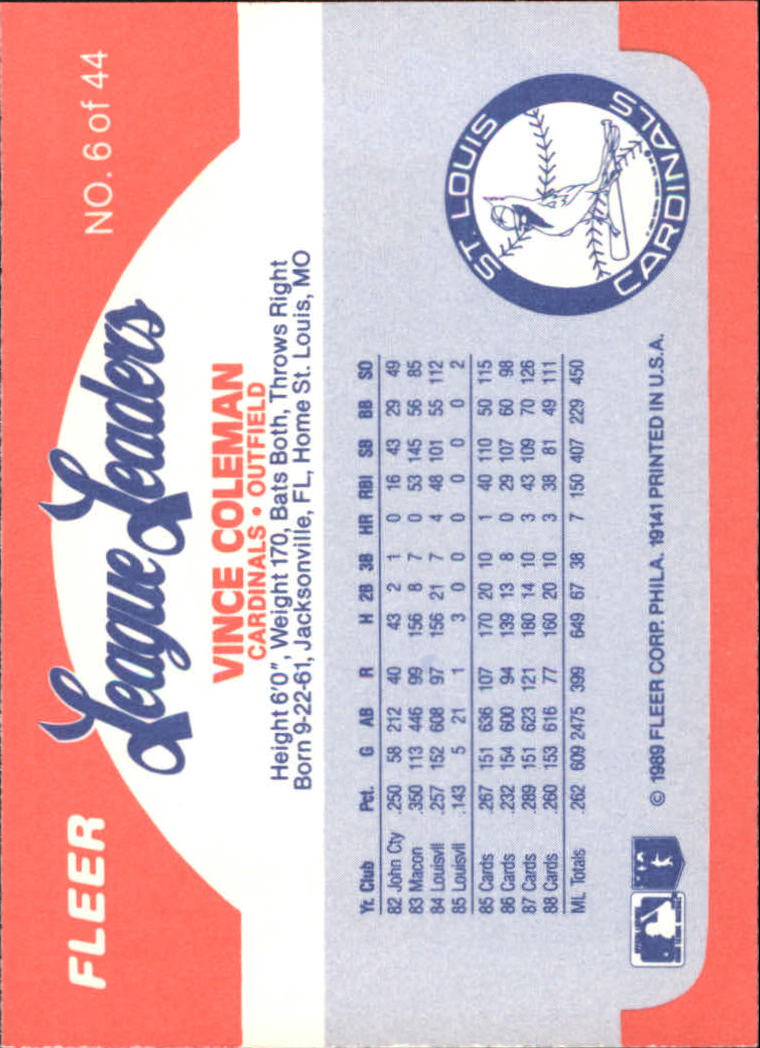 FLEER
NO. 6 of 44
League Leaders
VINCE COLEMAN
CARDINALS • OUTFIELD
Height 6'0", Weight 170, Bats Both, Throws Right
Born 9-22-61, Jacksonville, FL, Home St. Louis, MO
Yr. Club Pct. G AB R H 2B 3B HR RBI SB BB SO
82 John Cty .250 58 212 40 43 2 1 0 16 43 29 49
83 Macon .350 113 446 99 156 8 7 0 53 145 56 85
84 Louisvil .257 152 608 97 156 21 7 4 48 101 55 112
85 Louisvil .143 5 21 1 3 0 0 0 0 0 0 2
85 Cards .267 151 636 107 170 20 10 1 40 110 50 115
86 Cards .232 154 600 94 139 13 8 0 29 107 60 98
87 Cards .289 151 623 121 180 14 10 3 43 109 70 126
88 Cards .260 153 616 77 160 20 10 3 38 81 49 111
ML Totals .262 609 2475 399 649 67 38 7 150 407 229 450
ST. LOUIS
CARDINALS
© 1989 FLEER CORP. PHILA. 19141 PRINTED IN U.S.A.